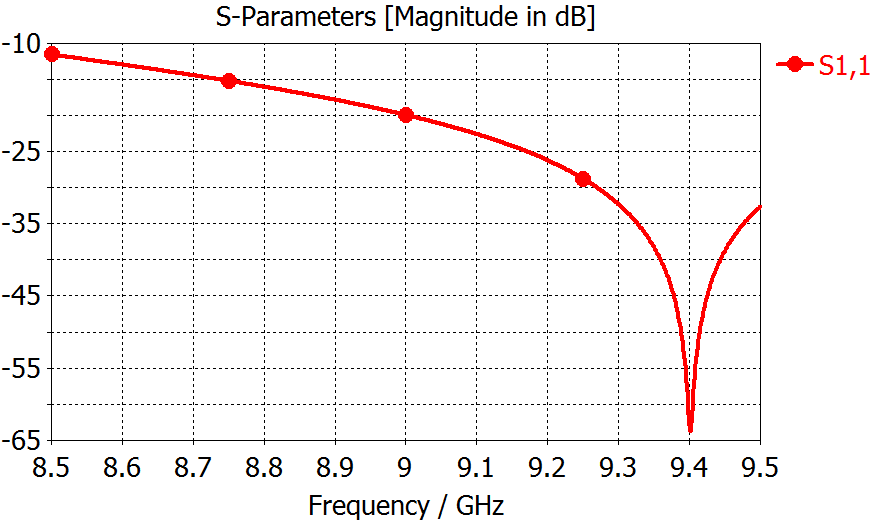 S-Parameters [Magnitude in dB]
-10
S1,1
-25
-35
-45
-55
-65
8.5 8.6 8.7 8.8 8.9 9 9.1 9.2 9.3 9.4 9.5
Frequency / GHz